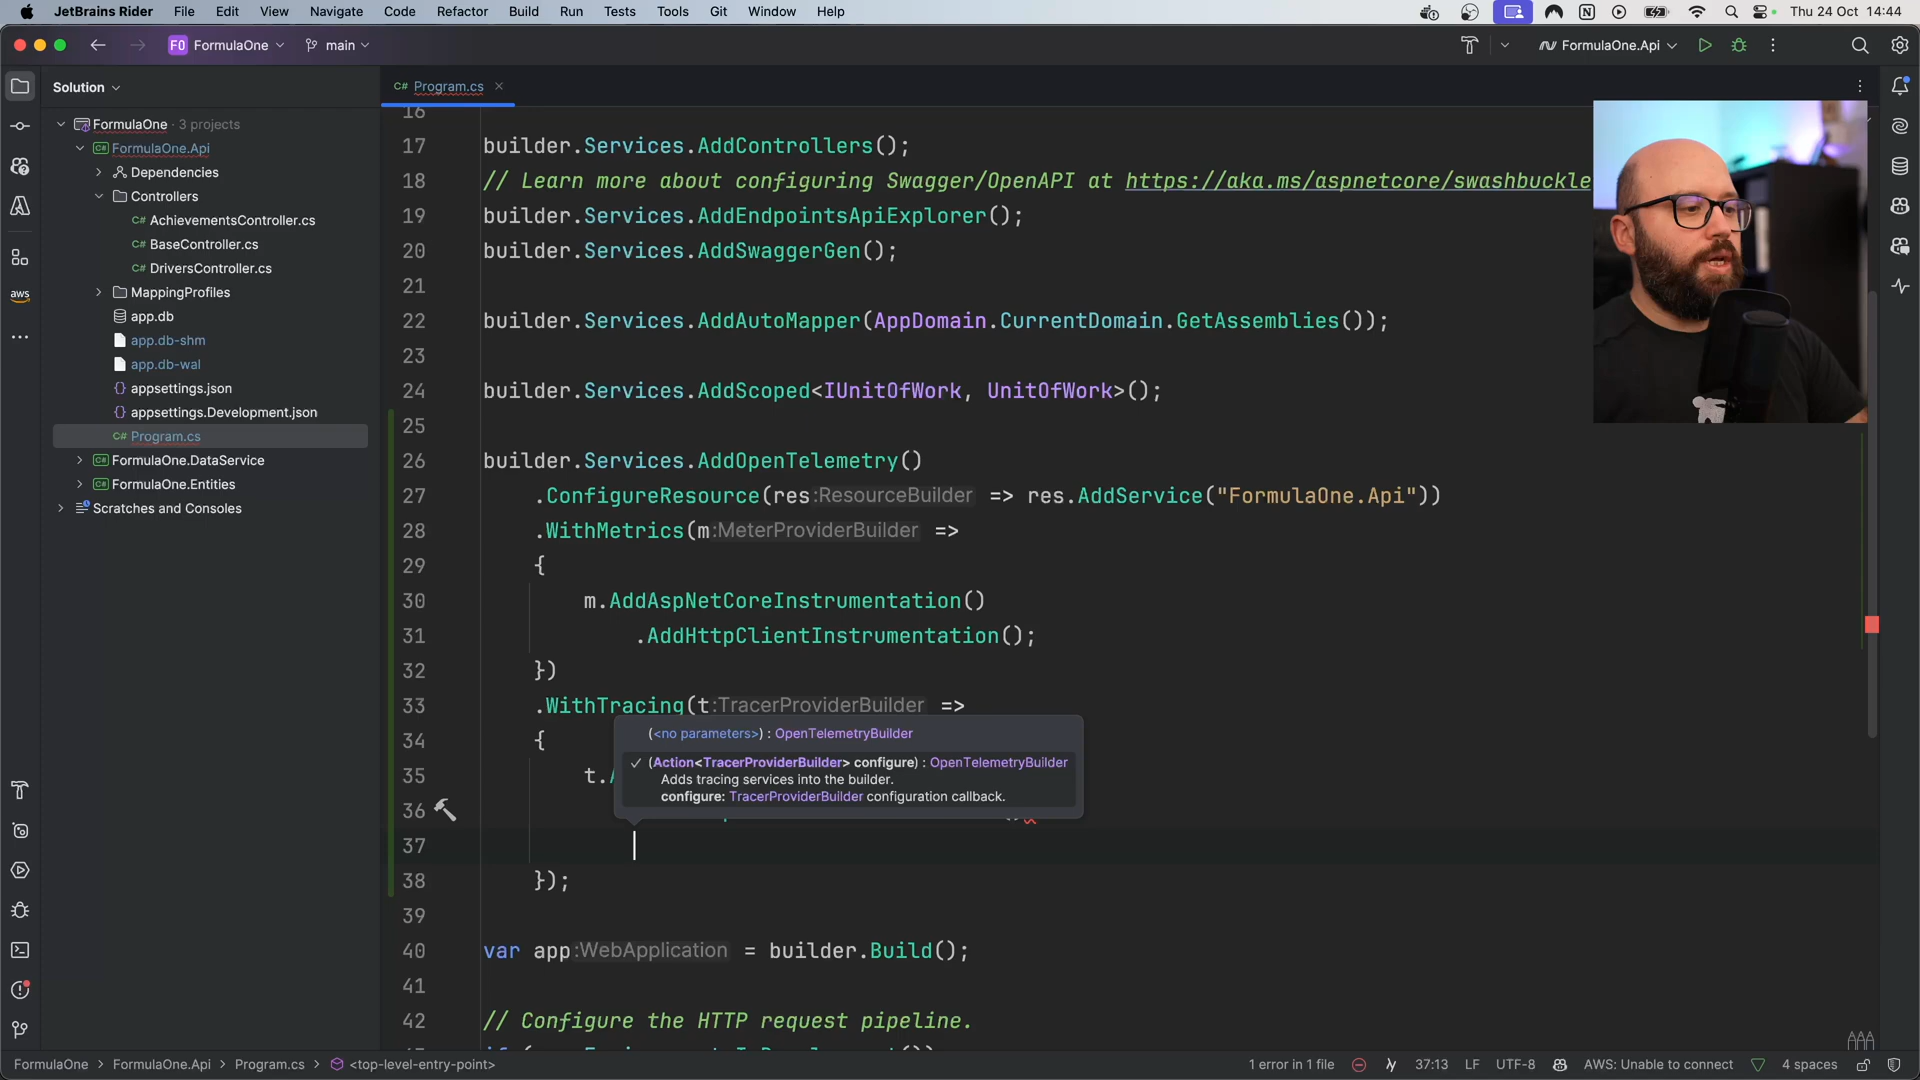 JetBrains Rider File Edit View Navigate Code Refactor Build Run Tests Tools Git Window Help Thu 24 Oct 14:44
F0 FormulaOne main FormulaOne.Api
Solution
C# Program.cs
FormulaOne · 3 projects
FormulaOne.Api
Dependencies
Controllers
C# AchievementsController.cs
C# BaseController.cs
C# DriversController.cs
MappingProfiles
app.db
app.db-shm
app.db-wal
{} appsettings.json
{} appsettings.Development.json
C# Program.cs
FormulaOne.DataService
FormulaOne.Entities
Scratches and Consoles
aws
16
17 builder.Services.AddControllers();
18 // Learn more about configuring Swagger/OpenAPI at https://aka.ms/aspnetcore/swashbuckle
19 builder.Services.AddEndpointsApiExplorer();
20 builder.Services.AddSwaggerGen();
21
22 builder.Services.AddAutoMapper(AppDomain.CurrentDomain.GetAssemblies());
23
24 builder.Services.AddScoped<IUnitOfWork, UnitOfWork>();
25
26 builder.Services.AddOpenTelemetry()
27 .ConfigureResource(res:ResourceBuilder => res.AddService("FormulaOne.Api"))
28 .WithMetrics(m:MeterProviderBuilder =>
29 {
30 m.AddAspNetCoreInstrumentation()
31 .AddHttpClientInstrumentation();
32 })
33 .WithTracing(t:TracerProviderBuilder =>
34 {
(<no parameters>) : OpenTelemetryBuilder
35 t.
✓ (Action<TracerProviderBuilder> configure) : OpenTelemetryBuilder
Adds tracing services into the builder.
configure: TracerProviderBuilder configuration callback.
36
37
38 });
39
40 var app:WebApplication = builder.Build();
41
42 // Configure the HTTP request pipeline.
FormulaOne > FormulaOne.Api > Program.cs > <top-level-entry-point> 1 error in 1 file 37:13 LF UTF-8 AWS: Unable to connect 4 spaces